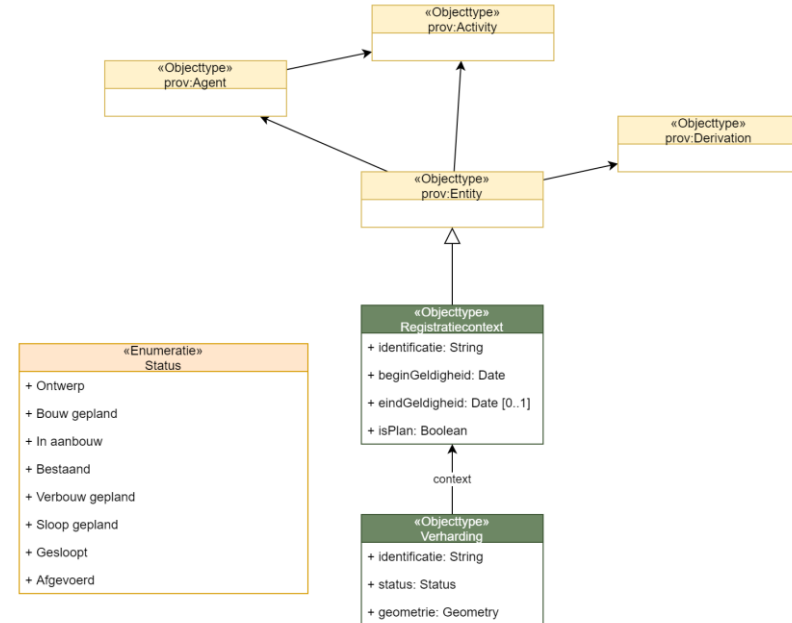 «Objecttype»
prov:Activity
«Objecttype»
prov:Agent
«Objecttype»
prov:Derivation
«Objecttype»
prov:Entity
«Objecttype»
Registratiecontext
+ identificatie: String
+ beginGeldigheid: Date
+ eindGeldigheid: Date [0..1]
+ isPlan: Boolean
«Enumeratie»
Status
+ Ontwerp
+ Bouw gepland
+ In aanbouw
+ Bestaand
+ Verbouw gepland
+ Sloop gepland
+ Gesloopt
+ Afgevoerd
context
«Objecttype»
Verharding
+ identificatie: String
+ status: Status
+ geometrie: Geometry